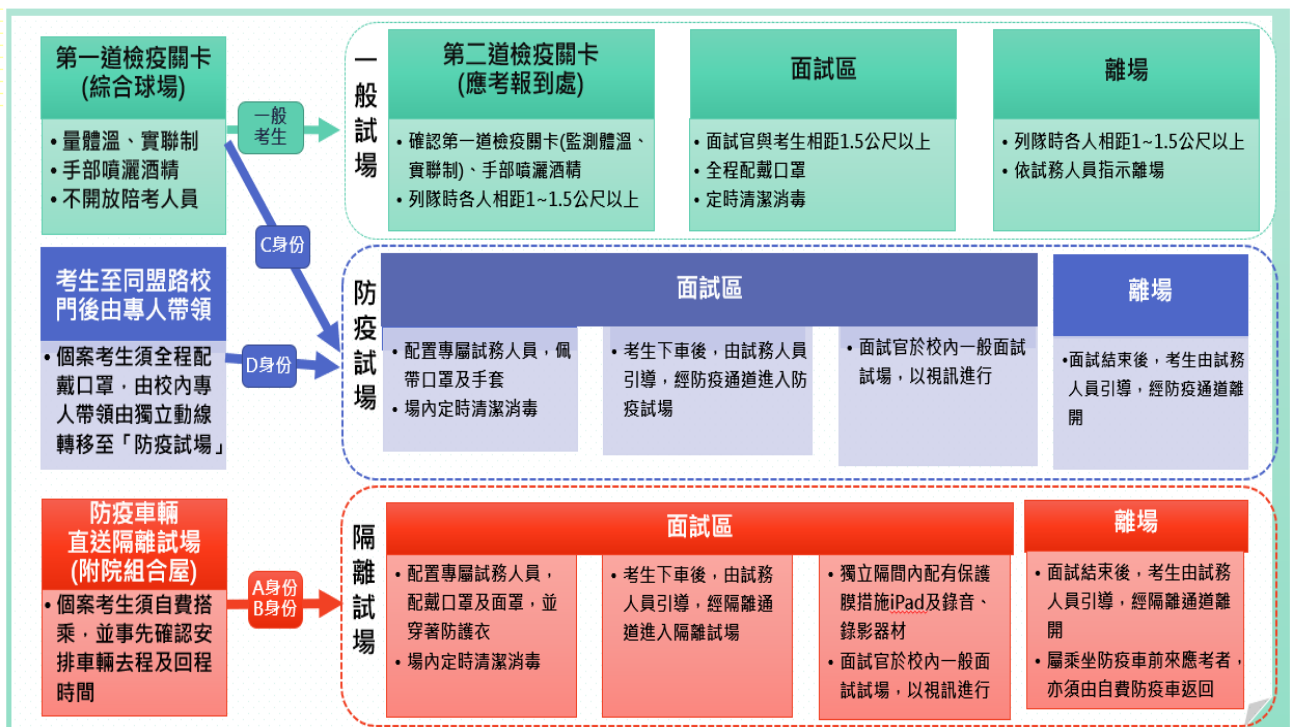 第一道檢疫關卡
(綜合球場)
• 量體溫、實聯制
• 手部噴灑酒精
• 不開放陪考人員
一般
考生
一般試場
第二道檢疫關卡
(應考報到處)
• 確認第一道檢疫關卡(監測體溫、
實聯制)、手部噴灑酒精
• 列隊時各人相距1~1.5公尺以上
面試區
• 面試官與考生相距1.5公尺以上
• 全程配戴口罩
• 定時清潔消毒
離場
• 列隊時各人相距1~1.5公尺以上
• 依試務人員指示離場
C身份
考生至同盟路校
門後由專人帶領
• 個案考生須全程配
戴口罩，由校內專
人帶領由獨立動線
轉移至「防疫試場」
D身份
防疫試場
面試區
• 配置專屬試務人員，佩
帶口罩及手套
• 場內定時清潔消毒
• 考生下車後，由試務人員
引導，經防疫通道進入防
疫試場
• 面試官於校內一般面試
試場，以視訊進行
離場
•面試結束後，考生由試務
人員引導，經防疫通道離
開
防疫車輛
直送隔離試場
(附院組合屋)
• 個案考生須自費搭
乘，並事先確認安
排車輛去程及回程
時間
A身份
B身份
隔離試場
面試區
• 配置專屬試務人員，
配戴口罩及面罩，並
穿著防護衣
• 場內定時清潔消毒
• 考生下車後，由試務
人員引導，經隔離通
道進入隔離試場
• 獨立隔間內配有保護
膜措施iPad及錄音、
錄影器材
• 面試官於校內一般面
試試場，以視訊進行
離場
• 面試結束後，考生由試務
人員引導，經隔離通道離
開
• 屬乘坐防疫車前來應考者，
亦須由自費防疫車返回